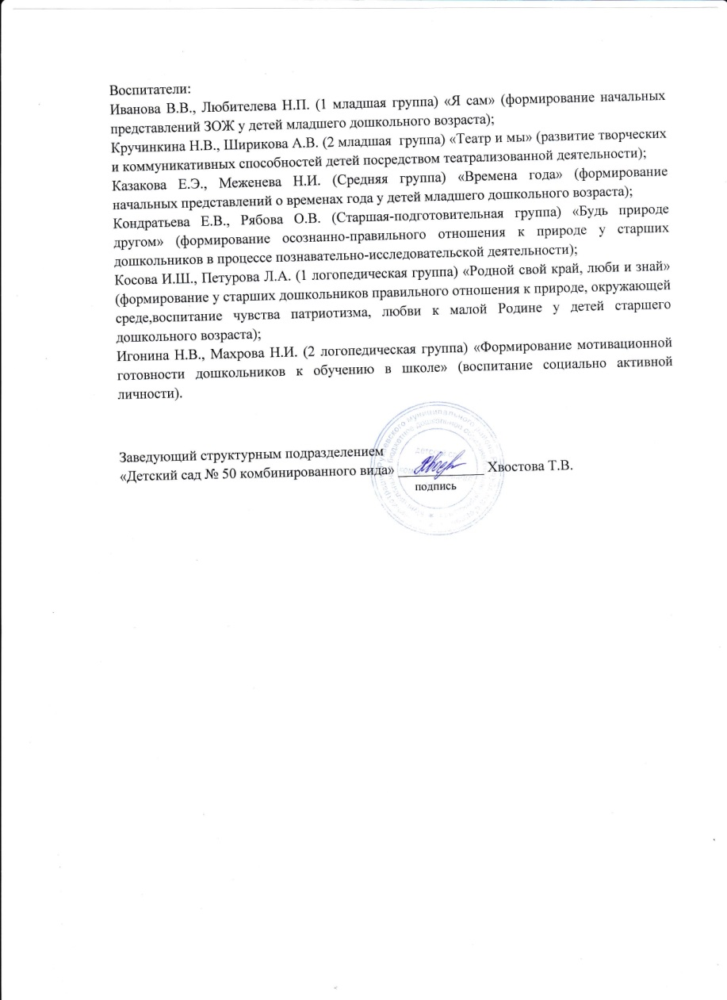 Воспитатели:
Иванова В.В., Любителева Н.П. (1 младшая группа) «Я сам» (формирование начальных
представлений ЗОЖ у детей младшего дошкольного возраста);
Кручинкина Н.В., Ширикова А.В. (2 младшая группа) «Театр и мы» (развитие творческих
и коммуникативных способностей детей посредством театрализованной деятельности);
Казакова Е.Э., Меженева Н.И. (Средняя группа) «Времена года» (формирование
начальных представлений о временах года у детей младшего дошкольного возраста);
Кондратьева Е.В., Рябова О.В. (Старшая-подготовительная группа) «Будь природе
другом» (формирование осознанно-правильного отношения к природе у старших
дошкольников в процессе познавательно-исследовательской деятельности);
Косова И.Ш., Петурова Л.А. (1 логопедическая группа) «Родной свой край, люби и знай»
(формирование у старших дошкольников правильного отношения к природе, окружающей
среде,воспитание чувства патриотизма, любви к малой Родине у детей старшего
дошкольного возраста);
Игонина Н.В., Махрова Н.И. (2 логопедическая группа) «Формирование мотивационной
готовности дошкольников к обучению в школе» (воспитание социально активной
личности).
Заведующий структурным подразделением
«Детский сад № 50 комбинированного вида» ____________ Хвостова Т.В.
подпись